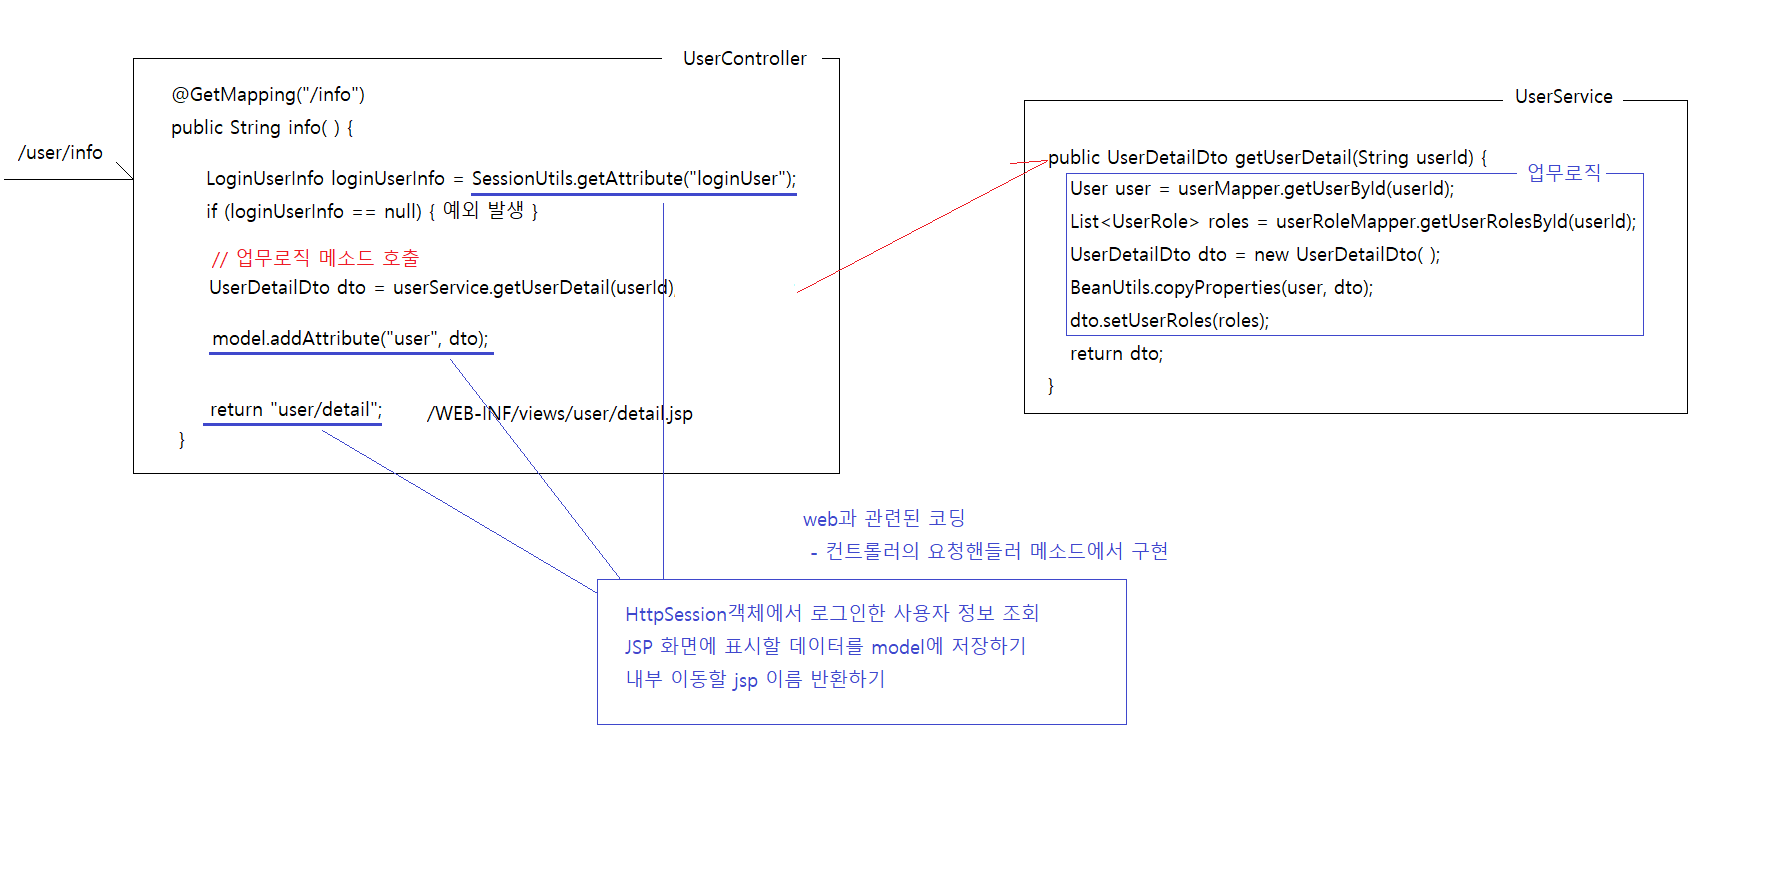 UserController
@GetMapping("/info")
public String info( ) {
/user/info
LoginUserInfo loginUserInfo = SessionUtils.getAttribute("loginUser");
if (loginUserInfo == null) { 예외 발생 }
// 업무로직 메소드 호출
UserDetailDto dto = userService.getUserDetail(userId)
model.addAttribute("user", dto);
return "user/detail";
/WEB-INF/views/user/detail.jsp
}
UserService
public UserDetailDto getUserDetail(String userId) {
업무로직
User user = userMapper.getUserById(userId);
List<UserRole> roles = userRoleMapper.getUserRolesById(userId);
UserDetailDto dto = new UserDetailDto( );
BeanUtils.copyProperties(user, dto);
dto.setUserRoles(roles);
return dto;
}
web과 관련된 코딩
- 컨트롤러의 요청핸들러 메소드에서 구현
HttpSession객체에서 로그인한 사용자 정보 조회
JSP 화면에 표시할 데이터를 model에 저장하기
내부 이동할 jsp 이름 반환하기